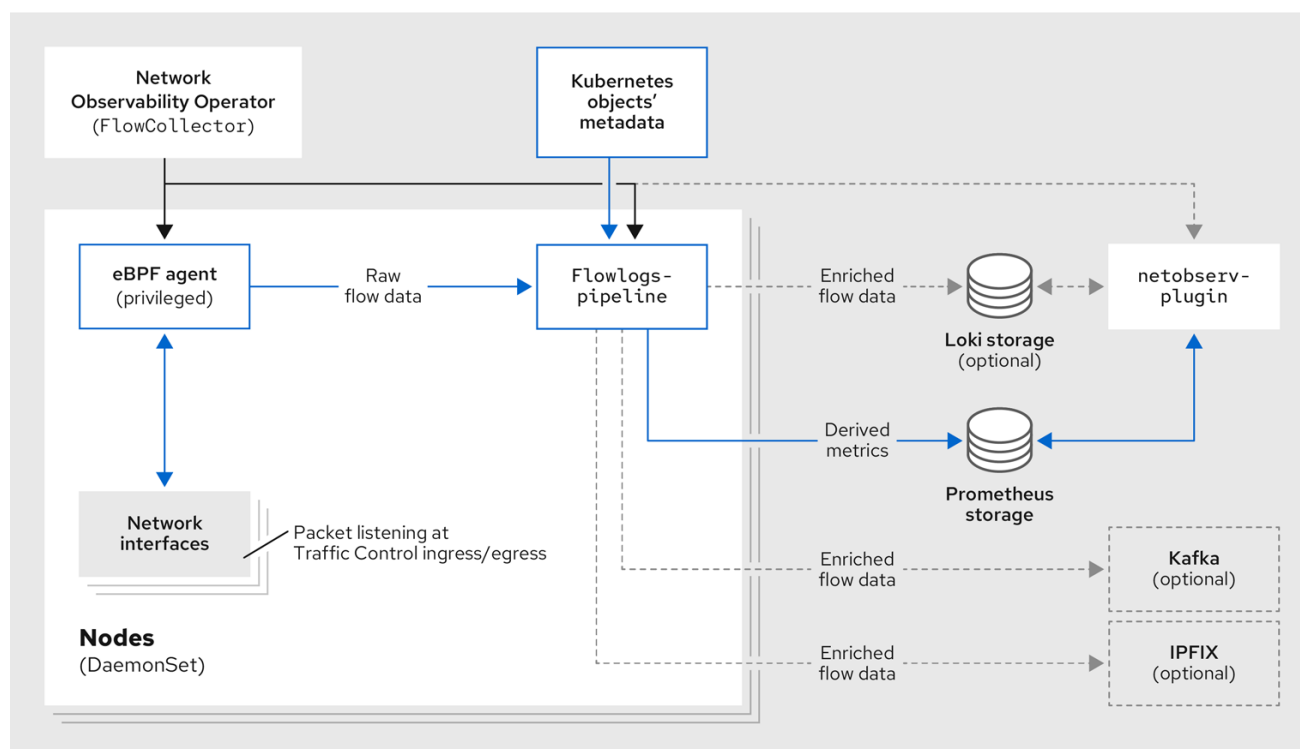 Network
Observability Operator
(FlowCollector)
Kubernetes
objects’
metadata
eBPF agent
(privileged)
Raw
flow data
Flowlogs-
pipeline
Enriched
flow data
Loki storage
(optional)
netobserv-
plugin
Derived
metrics
Prometheus
storage
Network
interfaces
Packet listening at
Traffic Control ingress/egress
Enriched
flow data
Kafka
(optional)
Nodes
(DaemonSet)
Enriched
flow data
IPFIX
(optional)